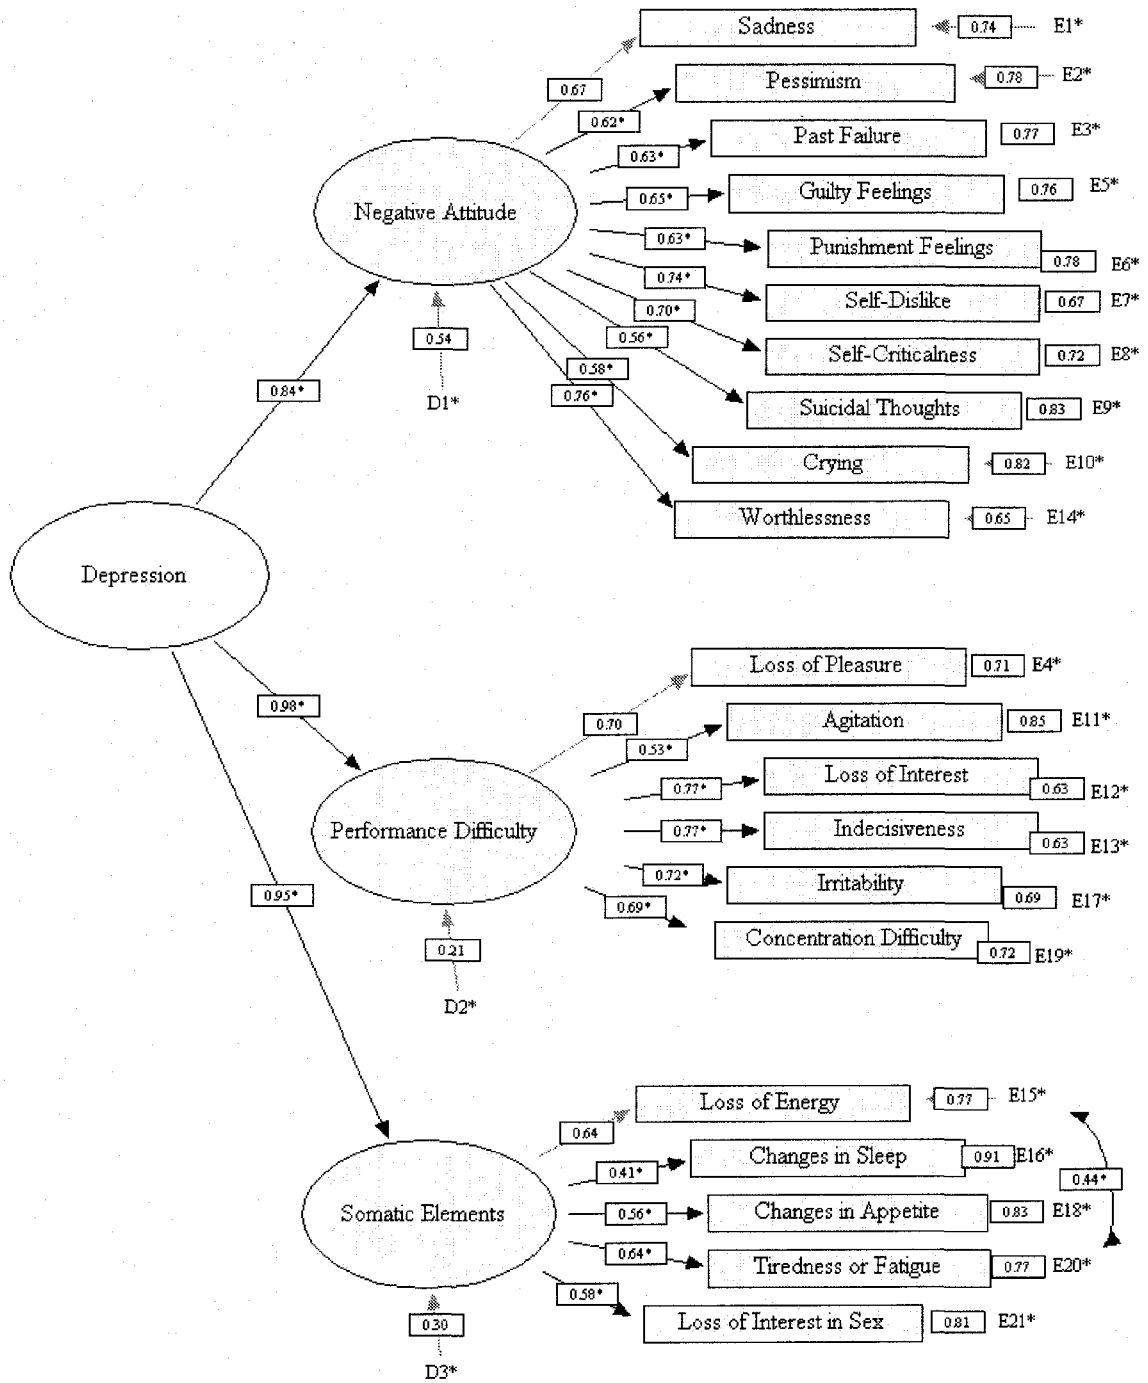 Sadness
0.74
E1*
0.67
Pessimism
0.78
E2*
0.62*
Past Failure
0.77
E3*
0.63*
Guilty Feelings
0.76
E5*
0.65*
Negative Attitude
Punishment Feelings
0.78
E6*
0.63*
Self-Dislike
0.67
E7*
0.74*
Self-Criticalness
0.72
E8*
0.70*
0.54
D1*
Suicidal Thoughts
0.83
E9*
0.56*
Crying
0.82
E10*
0.58*
Worthlessness
0.65
E14*
0.76*
0.84*
Depression
0.98*
0.95*
Loss of Pleasure
0.71
E4*
0.70
Agitation
0.85
E11*
0.53*
Loss of Interest
0.63
E12*
0.77*
Performance Difficulty
Indecisiveness
0.63
E13*
0.77*
Irritability
0.69
E17*
0.72*
Concentration Difficulty
0.72
E19*
0.69*
0.21
D2*
Loss of Energy
0.77
E15*
0.64
Changes in Sleep
0.91
E16*
0.41*
0.44*
Somatic Elements
Changes in Appetite
0.83
E18*
0.56*
Tiredness or Fatigue
0.77
E20*
0.64*
Loss of Interest in Sex
0.81
E21*
0.58*
0.30
D3*